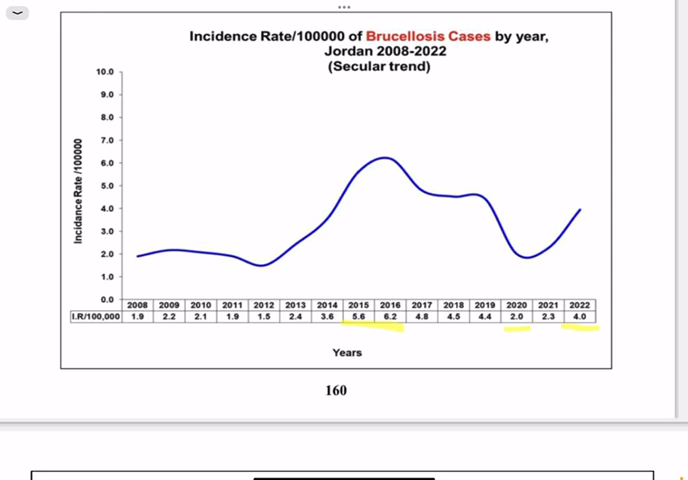 Incidence Rate/100000 of Brucellosis Cases by year,
Jordan 2008-2022
(Secular trend)
10.0
9.0
8.0
7.0
6.0
5.0
4.0
3.0
2.0
1.0
0.0
Incidance Rate /100000
2008 2009 2010 2011 2012 2013 2014 2015 2016 2017 2018 2019 2020 2021 2022
I.R/100,000 1.9 2.2 2.1 1.9 1.5 2.4 3.6 5.6 6.2 4.8 4.5 4.4 2.0 2.3 4.0
Years
160